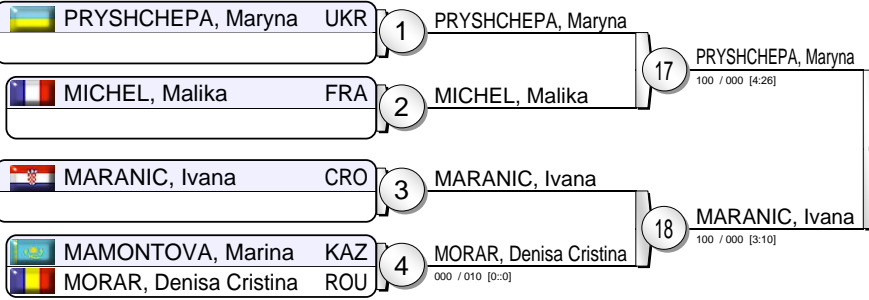 PRYSHCHEPA, Maryna UKR
1
PRYSHCHEPA, Maryna
MICHEL, Malika FRA
2
MICHEL, Malika
17
PRYSHCHEPA, Maryna
100 / 000 [4:26]
MARANIC, Ivana CRO
3
MARANIC, Ivana
MAMONTOVA, Marina KAZ
MORAR, Denisa Cristina ROU
4
MORAR, Denisa Cristina
000 / 010 [0::0]
18
MARANIC, Ivana
100 / 000 [3:10]